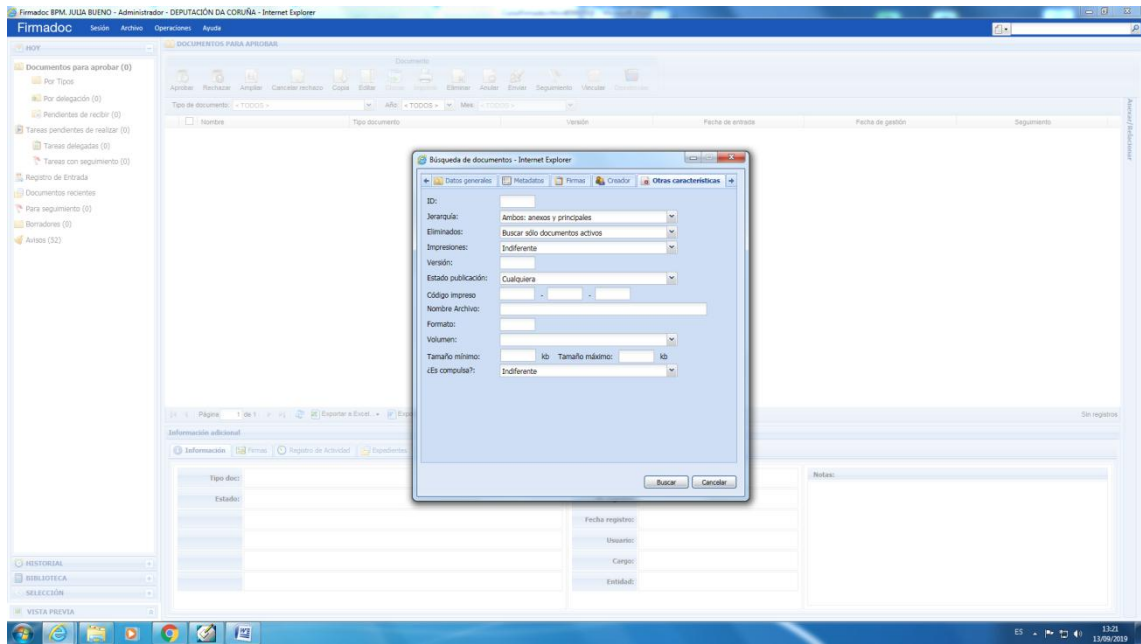 Firmadoc BPM. JULIA BUENO - Administrador - DEPUTACIÓN DA CORUÑA - Internet Explorer
Firmadoc Sesión Archivo Operaciones Ayuda
HOY
DOCUMENTOS PARA APROBAR
Documentos para aprobar (0)
Por Tipos
Por delegación (0)
Pendientes de recibir (0)
Tareas pendientes de realizar (0)
Tareas delegadas (0)
Tareas con seguimiento (0)
Registro de Entrada
Documentos recientes
Para seguimiento (0)
Borradores (0)
Avisos (52)
Documento
Aprobar Rechazar Ampliar Cancelar rechazo Copia Editar Imprimir Eliminar Anular Enviar Seguimiento Vincular
Tipo de documento: < TODOS > Año: < TODOS > Mes: < TODOS >
Nombre Tipo documento Versión Fecha de entrada Fecha de gestión Seguimiento
Anexar/Relacionar
Búsqueda de documentos - Internet Explorer
Datos generales Metadatos Firmas Creador Otras características
ID:
Jerarquía: Ambos: anexos y principales
Eliminados: Buscar sólo documentos activos
Impresiones: Indiferente
Versión:
Estado publicación: Cualquiera
Código impreso - -
Nombre Archivo:
Formato:
Volumen:
Tamaño mínimo: kb Tamaño máximo: kb
¿Es compulsa?: Indiferente
Buscar Cancelar
Página 1 de 1 Exportar a Excel... Sin registros
Información adicional
Información Firmas Registro de Actividad Expedientes
Tipo doc:
Estado:
Fecha registro:
Usuario:
Cargo:
Entidad:
Notas:
HISTORIAL
BIBLIOTECA
SELECCIÓN
VISTA PREVIA
ES 13:21
13/09/2019